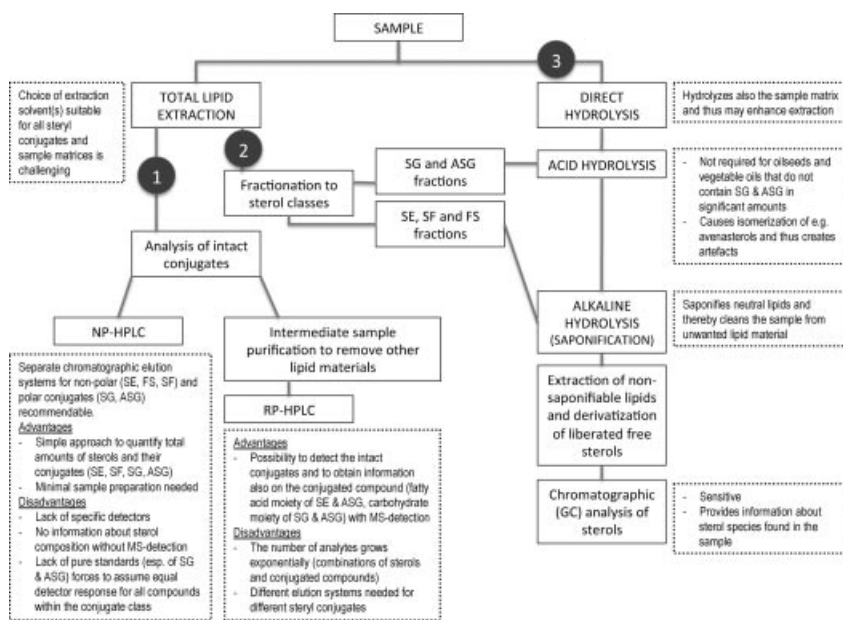 SAMPLE
3
Choice of extraction
solvent(s) suitable
for all steryl
conjugates and
sample matrices is
challenging
TOTAL LIPID
EXTRACTION
DIRECT
HYDROLYSIS
Hydrolyzes also the sample matrix
and thus may enhance extraction
1
2
Fractionation to
sterol classes
SG and ASG
fractions
SE, SF and FS
fractions
ACID HYDROLYSIS
- Not required for oilseeds and
vegetable oils that do not
contain SG & ASG in
significant amounts
- Causes isomerization of e.g.
avenasterols and thus creates
artefacts
Analysis of intact
conjugates
ALKALINE
HYDROLYSIS
(SAPONIFICATION)
Saponifies neutral lipids and
thereby cleans the sample from
unwanted lipid material
NP-HPLC
Separate chromatographic elution
systems for non-polar (SE, FS, SF) and
polar conjugates (SG, ASG)
recommendable.
Advantages
- Simple approach to quantify total
amounts of sterols and their
conjugates (SE, SF, SG, ASG)
- Minimal sample preparation needed
Disadvantages
- Lack of specific detectors
- No information about sterol
composition without MS-detection
- Lack of pure standards (esp. of SG
& ASG) forces to assume equal
detector response for all compounds
within the conjugate class
Intermediate sample
purification to remove other
lipid materials
RP-HPLC
Advantages
- Possibility to detect the intact
conjugates and to obtain information
also on the conjugated compound (fatty
acid moiety of SE & ASG, carbohydrate
moiety of SG & ASG) with MS-detection
Disadvantages
- The number of analytes grows
exponentially (combinations of sterols
and conjugated compounds)
- Different elution systems needed for
different steryl conjugates
Extraction of non-
saponifiable lipids
and derivatization of
liberated free
sterols
Chromatographic
(GC) analysis of
sterols
- Sensitive
- Provides information about
sterol species found in the
sample